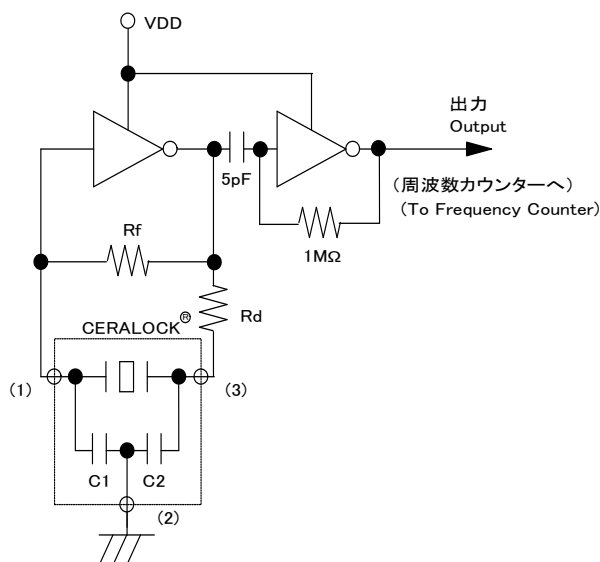 VDD
出力
Output
5pF
(周波数カウンターへ)
(To Frequency Counter)
Rf
1MΩ
CERALOCK®
Rd
(1)
(3)
C1
C2
(2)